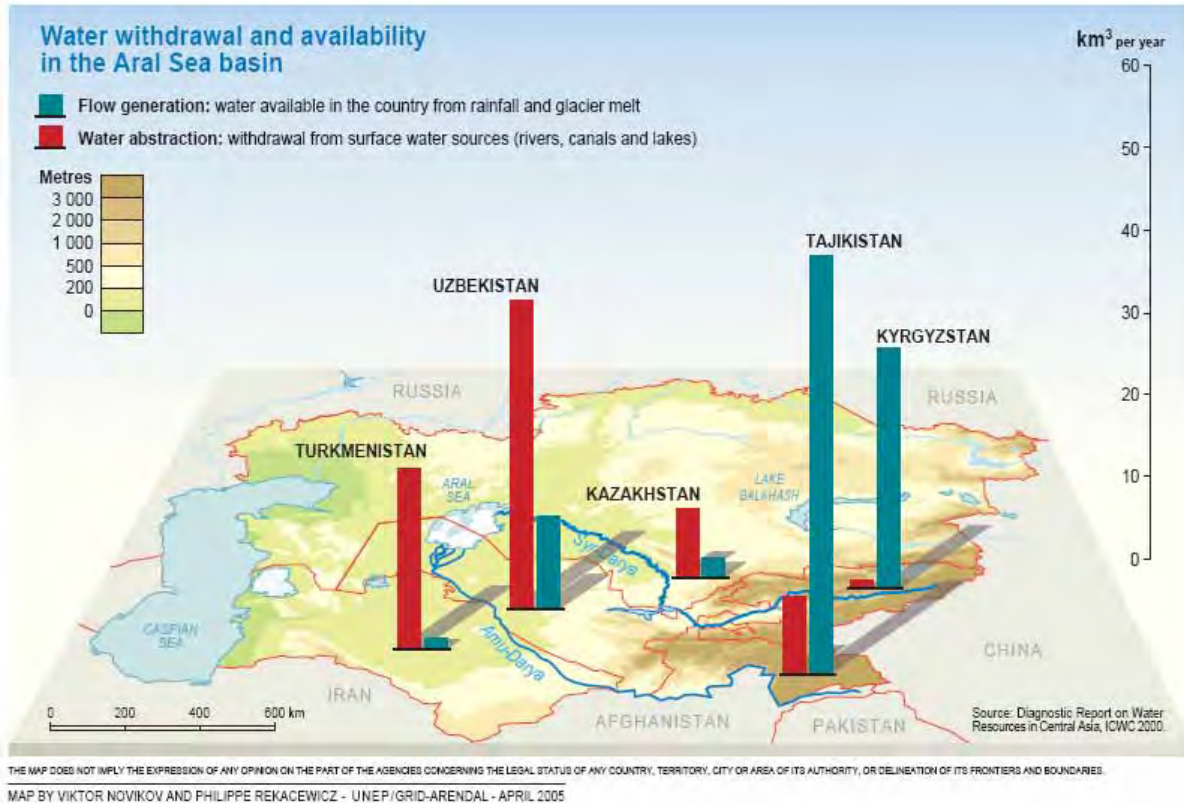 Water withdrawal and availability
in the Aral Sea basin
km³ per year
Flow generation: water available in the country from rainfall and glacier melt
Water abstraction: withdrawal from surface water sources (rivers, canals and lakes)
Metres
3 000
2 000
1 000
500
200
0
60
50
40
30
20
10
0
TAJIKISTAN
UZBEKISTAN
KYRGYZSTAN
RUSSIA
RUSSIA
TURKMENISTAN
ARAL
SEA
KAZAKHSTAN
LAKE
BALKHASH
Syr-Darya
CASPIAN
SEA
Amu-Darya
CHINA
IRAN
AFGHANISTAN
PAKISTAN
0 200 400 600 km
Source: Diagnostic Report on Water
Resources in Central Asia, ICWC 2000.
THE MAP DOES NOT IMPLY THE EXPRESSION OF ANY OPINION ON THE PART OF THE AGENCIES CONCERNING THE LEGAL STATUS OF ANY COUNTRY, TERRITORY, CITY OR AREA OF ITS AUTHORITY, OR DELINEATION OF ITS FRONTIERS AND BOUNDARIES.
MAP BY VIKTOR NOVIKOV AND PHILIPPE REKACEWICZ - UNEP/GRID-ARENDAL - APRIL 2005